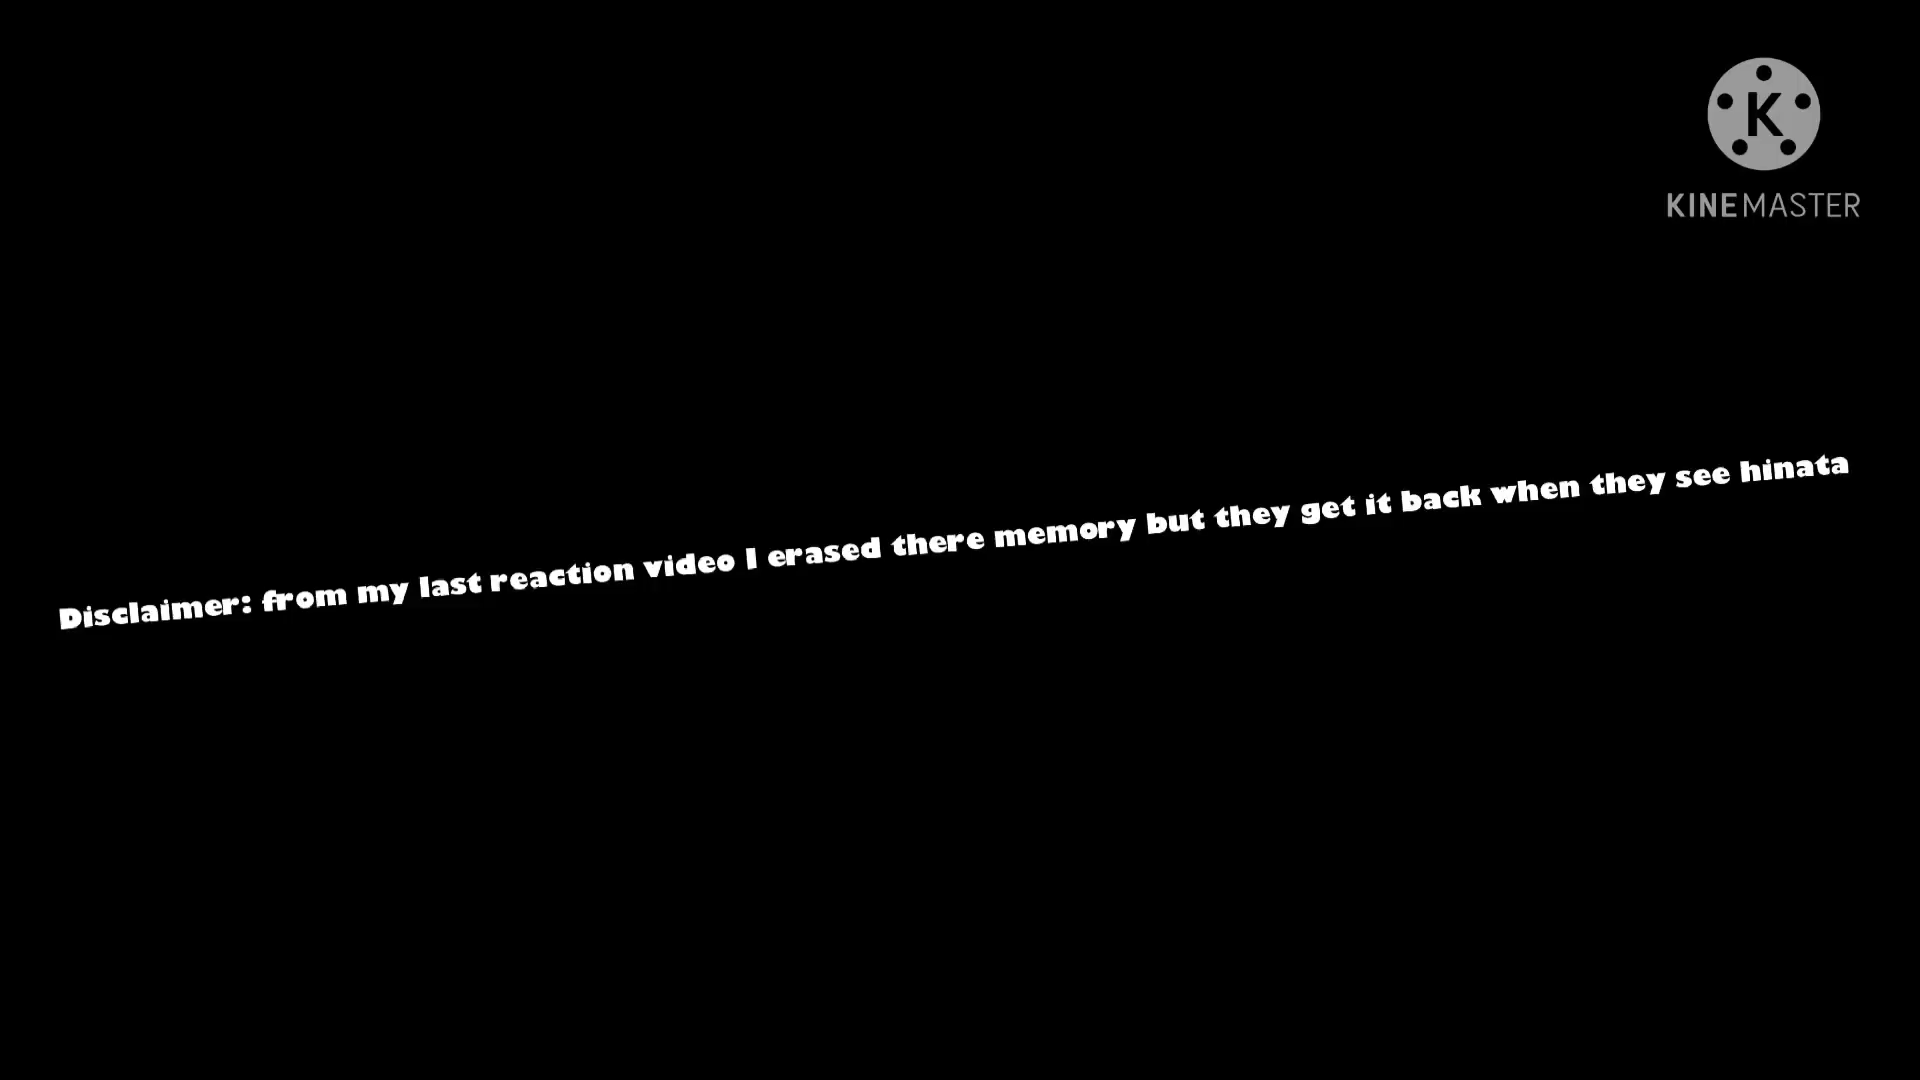 K
KINEMASTER
Disclaimer: from my last reaction video I erased there memory but they get it back when they see hinata